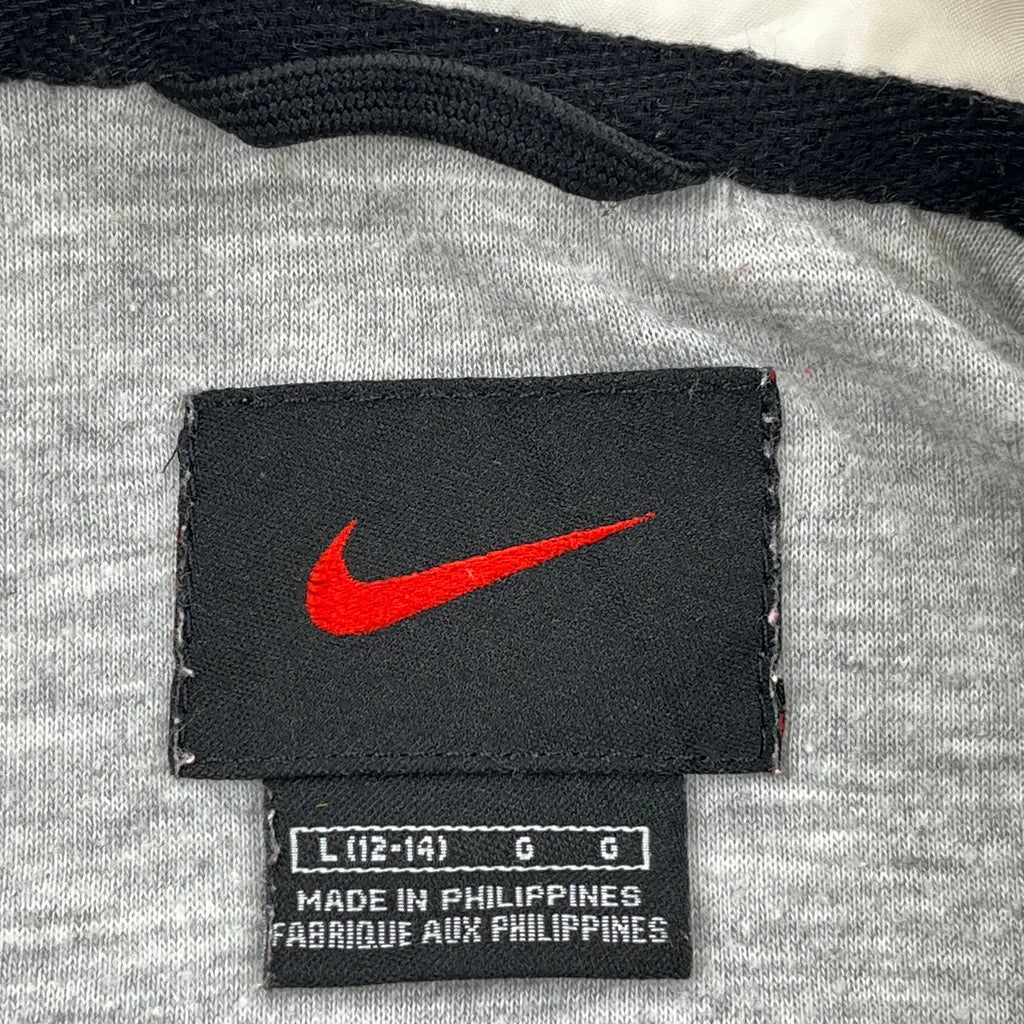 L (12-14) G G
MADE IN PHILIPPINES
FABRIQUE AUX PHILIPPINES